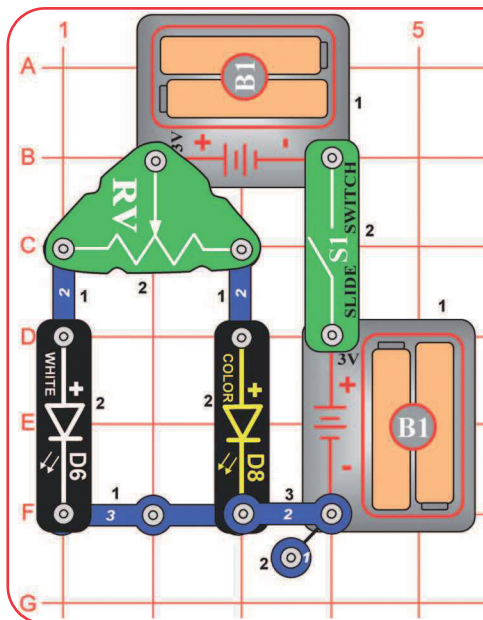 1 5
A
B1
1
3V
+ -
B
RV
S1
SLIDE SWITCH
2
C
2
2 1
1 2
D
1
3V
+
WHITE
+
2
D6
COLOR
+
2
D8
E
B1
-
F
1
3
3
2
2
1
G